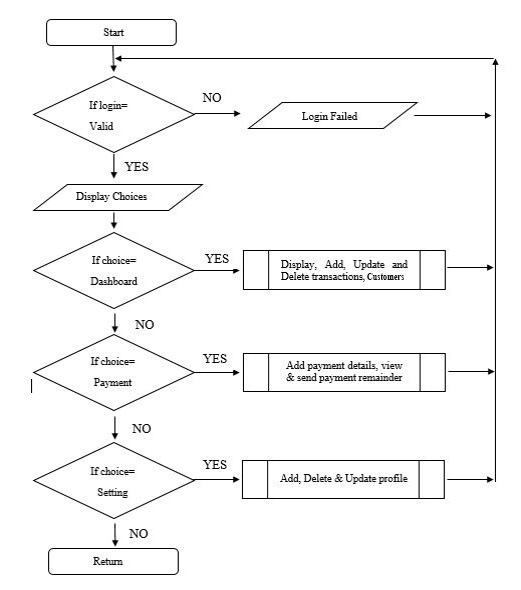 Start
If login=
Valid
NO
Login Failed
YES
Display Choices
If choice=
Dashboard
YES
Display, Add, Update and
Delete transactions, Customers
NO
If choice=
Payment
YES
Add payment details, view
& send payment remainder
NO
If choice=
Setting
YES
Add, Delete & Update profile
NO
Return